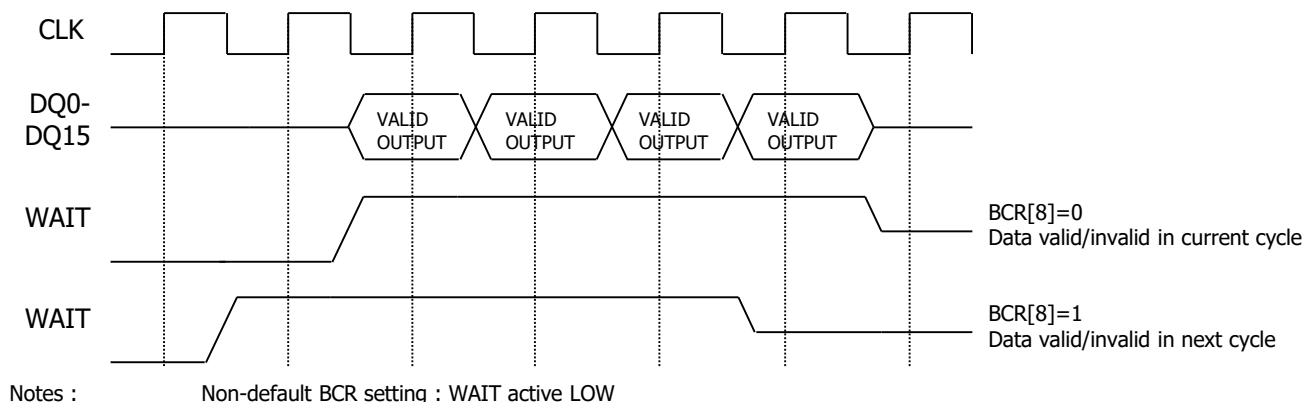 CLK
DQ0-
DQ15
VALID
OUTPUT
VALID
OUTPUT
VALID
OUTPUT
VALID
OUTPUT
WAIT
BCR[8]=0
Data valid/invalid in current cycle
WAIT
BCR[8]=1
Data valid/invalid in next cycle
Notes : Non-default BCR setting : WAIT active LOW